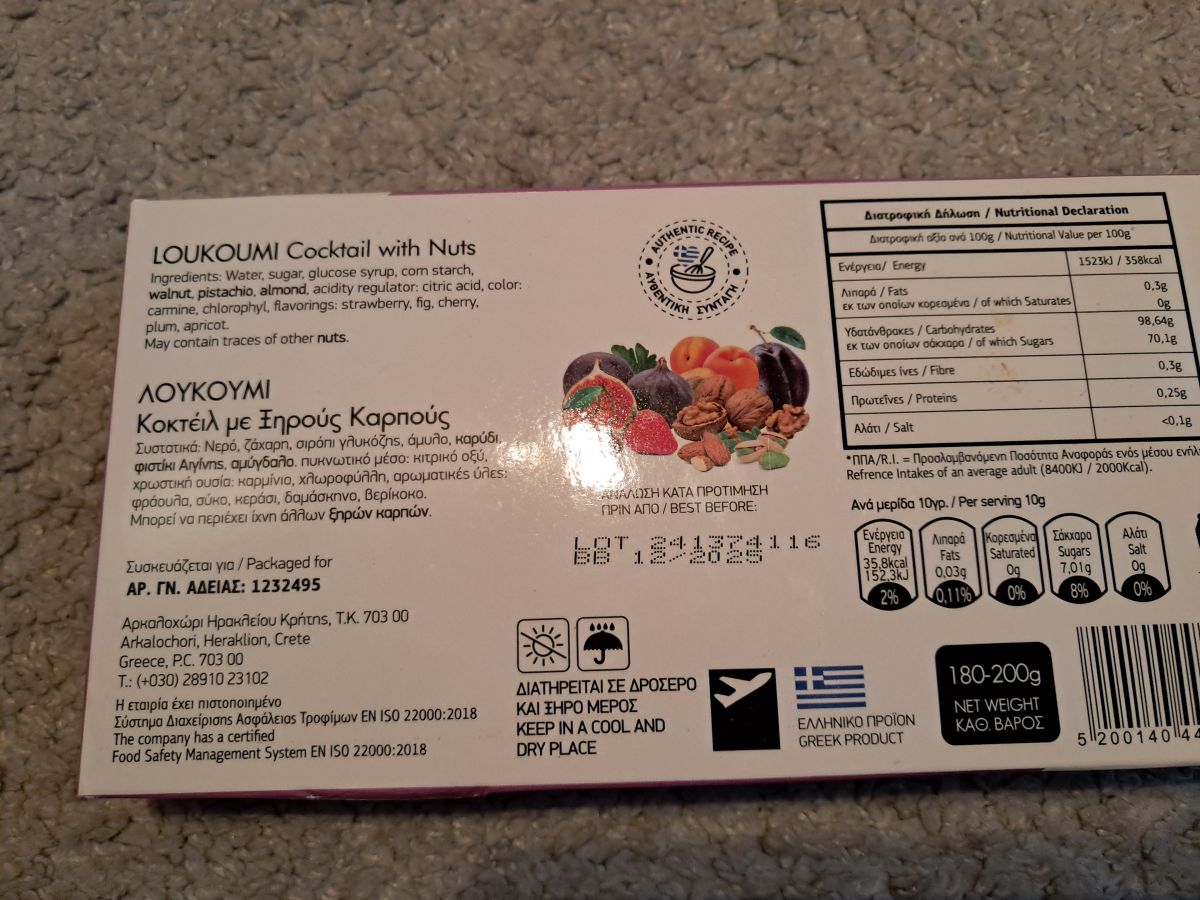 LOUKOUMI Cocktail with Nuts
Ingredients: Water, sugar, glucose syrup, corn starch,
walnut, pistachio, almond, acidity regulator: citric acid, color:
carmine, chlorophyl, flavorings: strawberry, fig, cherry,
plum, apricot.
May contain traces of other nuts.
ΛΟΥΚΟΥΜΙ
Κοκτέιλ με Ξηρούς Καρπούς
Συστατικά: Νερό, ζάχαρη, σιρόπι γλυκόζης, άμυλο, καρύδι,
φιστίκι Αιγίνης, αμύγδαλο. πυκνωτικό μέσο: κιτρικό οξύ,
χρωστική ουσία: καρμίνιο, χλωροφύλλη, αρωματικές ύλες:
φράουλα, σύκο, κεράσι, δαμάσκηνο, βερίκοκο.
Μπορεί να περιέχει ίχνη άλλων ξηρών καρπών.
Συσκευάζεται για / Packaged for
ΑΡ. ΓΝ. ΑΔΕΙΑΣ: 1232495
Αρκαλοχώρι Ηρακλείου Κρήτης, Τ.Κ. 703 00
Arkalochori, Heraklion, Crete
Greece, P.C. 703 00
Τ.: (+030) 28910 23102
Η εταιρία έχει πιστοποιημένο
Σύστημα Διαχείρισης Ασφάλειας Τροφίμων EN ISO 22000:2018
The company has a certified
Food Safety Management System EN ISO 22000:2018
AUTHENTIC RECIPE
ΑΥΘΕΝΤΙΚΗ ΣΥΝΤΑΓΗ
ΑΝΑΛΩΣΗ ΚΑΤΑ ΠΡΟΤΙΜΗΣΗ
ΠΡΙΝ ΑΠΟ / BEST BEFORE:
LOT 241374116
BB 12/2025
ΔΙΑΤΗΡΕΙΤΑΙ ΣΕ ΔΡΟΣΕΡΟ
ΚΑΙ ΞΗΡΟ ΜΕΡΟΣ
KEEP IN A COOL AND
DRY PLACE
ΕΛΛΗΝΙΚΟ ΠΡΟΪΟΝ
GREEK PRODUCT
Διατροφική Δήλωση / Nutritional Declaration
Διατροφική αξία ανά 100g / Nutritional Value per 100g
Ενέργεια/ Energy 1523kJ / 358kcal
Λιπαρά / Fats 0,3g
εκ των οποίων κορεσμένα / of which Saturates 0g
Υδατάνθρακες / Carbohydrates 98,64g
εκ των οποίων σάκχαρα / of which Sugars 70,1g
Εδώδιμες ίνες / Fibre 0,3g
Πρωτεΐνες / Proteins 0,25g
Αλάτι / Salt <0,1g
*ΠΠΑ/R.I. = Προσλαμβανόμενη Ποσότητα Αναφοράς ενός μέσου
Refrence Intakes of an average adult (8400KJ / 2000Kcal).
Ανά μερίδα 10γρ. / Per serving 10g
Ενέργεια
Energy
35,8kcal
152,3kJ
2%
Λιπαρά
Fats
0,03g
0,11%
Κορεσμένα
Saturated
0g
0%
Σάκχαρα
Sugars
7,01g
8%
Αλάτι
Salt
0g
0%
180-200g
NET WEIGHT
ΚΑΘ. ΒΑΡΟΣ
5 200140 44